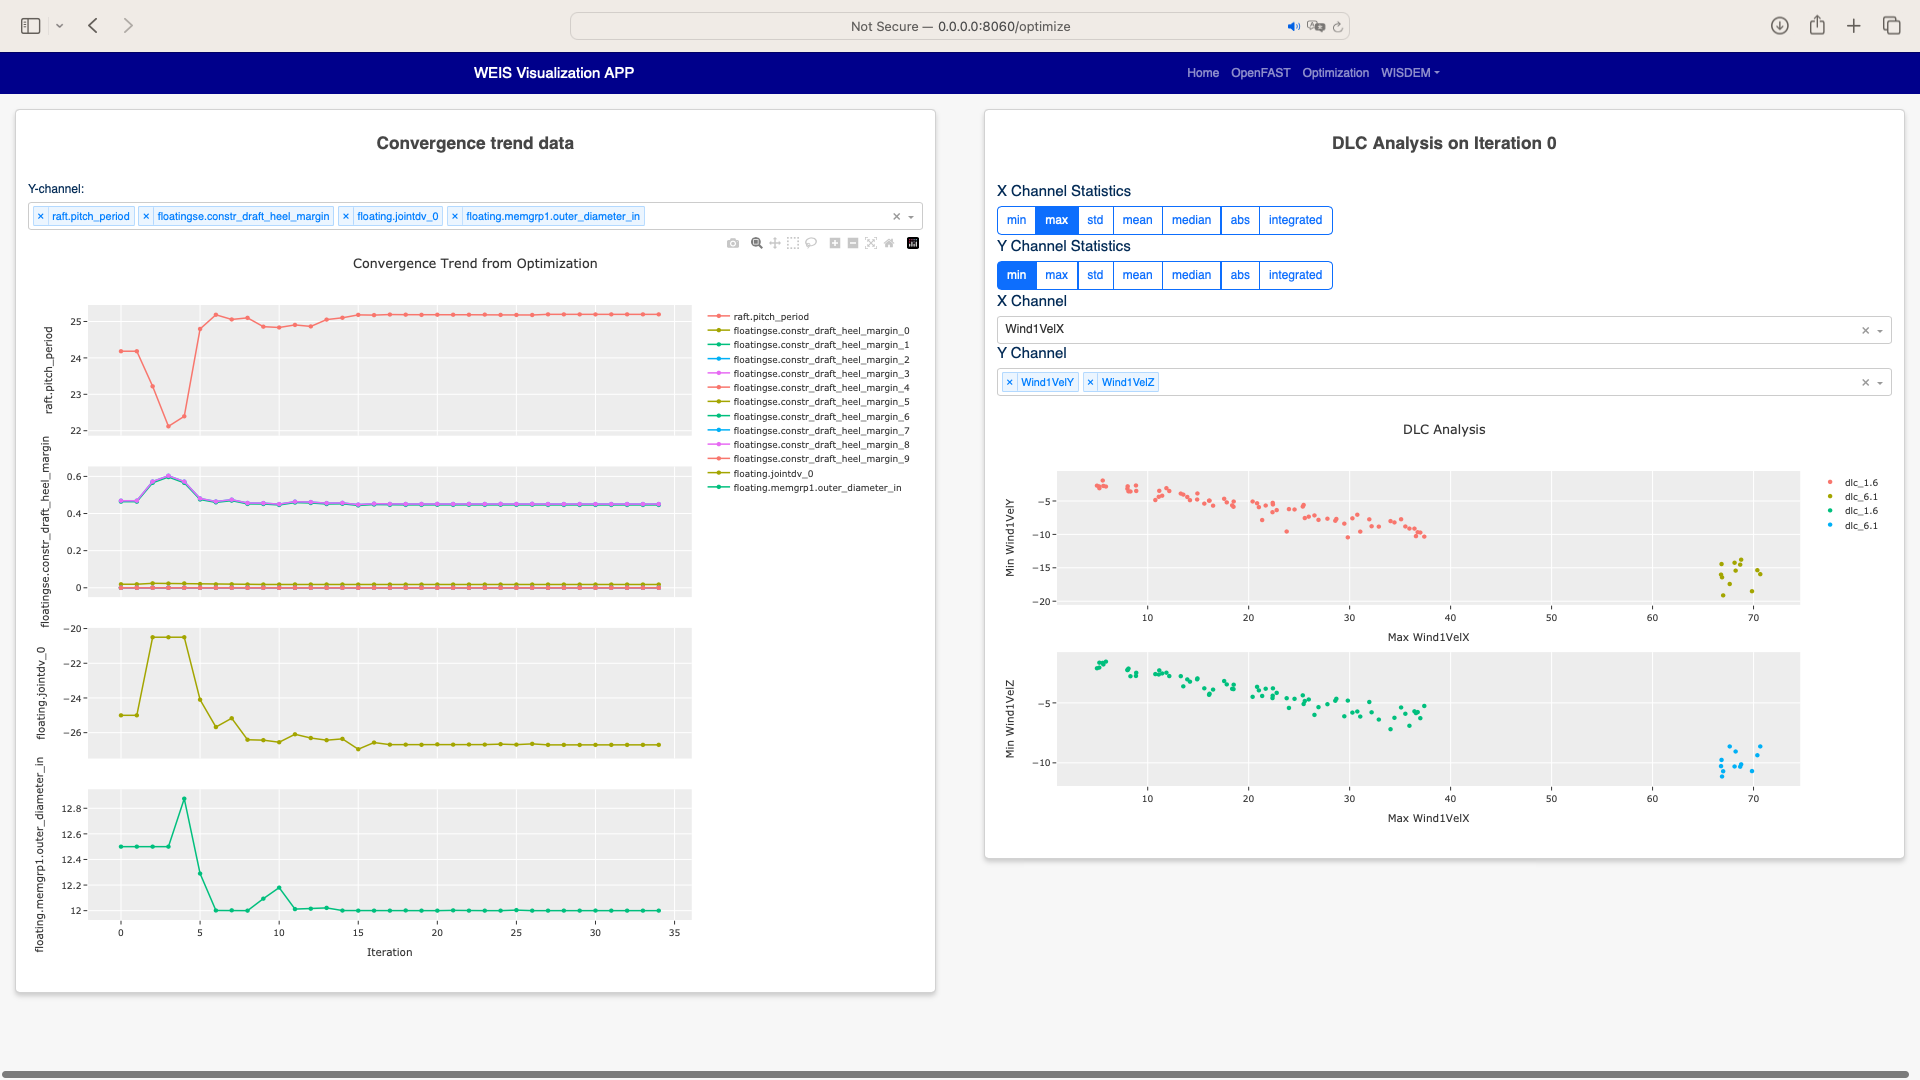 Not Secure — 0.0.0.0:8060/optimize
WEIS Visualization APP
Home OpenFAST Optimization WISDEM
Convergence trend data
Y-channel:
× raft.pitch_period × floatingse.constr_draft_heel_margin × floating.jointdv_0 × floating.memgrp1.outer_diameter_in ×
Convergence Trend from Optimization
raft.pitch_period
25
24
23
22
floatingse.constr_draft_heel_margin
0.6
0.4
0.2
0
floating.jointdv_0
−20
−22
−24
−26
floating.memgrp1.outer_diameter_in
12.8
12.6
12.4
12.2
12
0 5 10 15 20 25 30 35
Iteration
raft.pitch_period
floatingse.constr_draft_heel_margin_0
floatingse.constr_draft_heel_margin_1
floatingse.constr_draft_heel_margin_2
floatingse.constr_draft_heel_margin_3
floatingse.constr_draft_heel_margin_4
floatingse.constr_draft_heel_margin_5
floatingse.constr_draft_heel_margin_6
floatingse.constr_draft_heel_margin_7
floatingse.constr_draft_heel_margin_8
floatingse.constr_draft_heel_margin_9
floating.jointdv_0
floating.memgrp1.outer_diameter_in
DLC Analysis on Iteration 0
X Channel Statistics
min max std mean median abs integrated
Y Channel Statistics
min max std mean median abs integrated
X Channel
Wind1VelX ×
Y Channel
× Wind1VelY × Wind1VelZ ×
DLC Analysis
Min Wind1VelY
−5
−10
−15
−20
10 20 30 40 50 60 70
Max Wind1VelX
Min Wind1VelZ
−5
−10
10 20 30 40 50 60 70
Max Wind1VelX
dlc_1.6
dlc_6.1
dlc_1.6
dlc_6.1